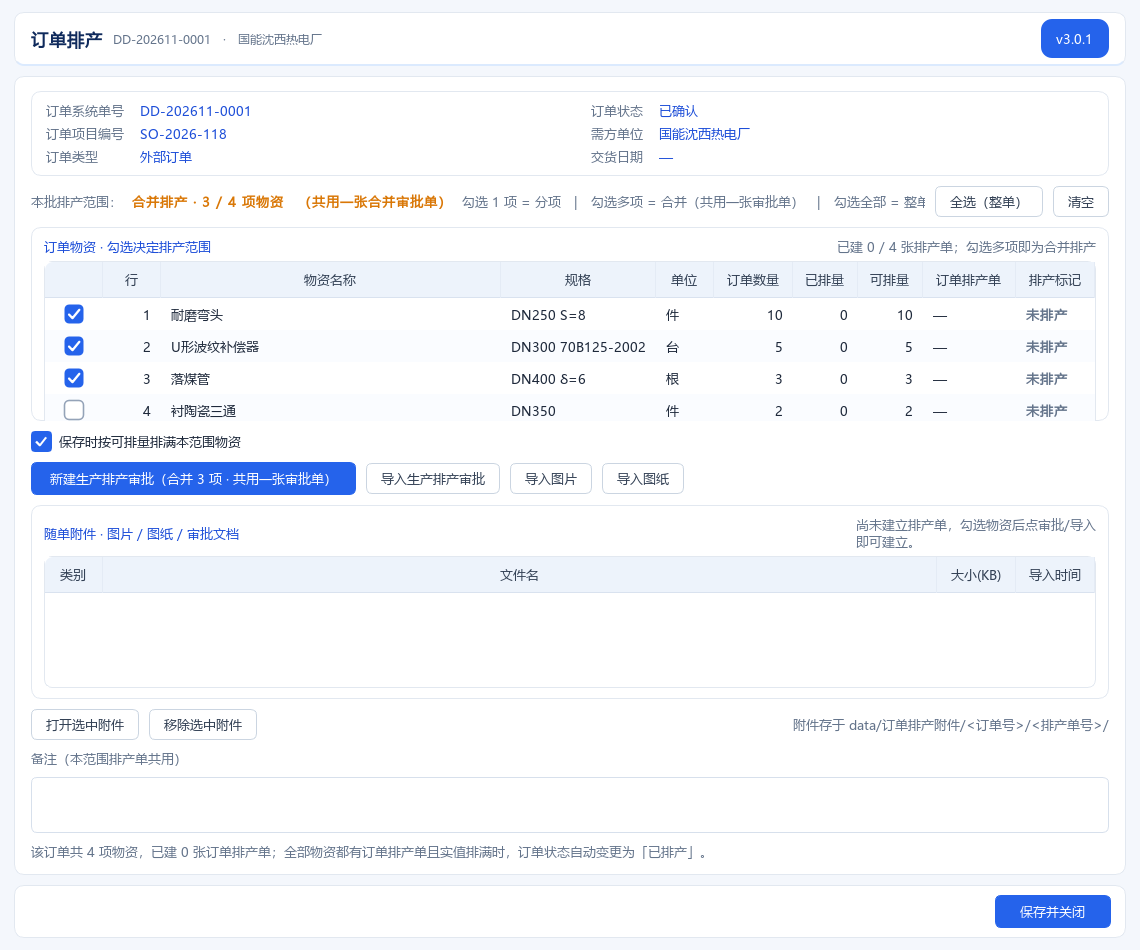 订单排产 DD-202611-0001 · 国能沈西热电厂 v3.0.1
订单系统单号 DD-202611-0001 订单状态 已确认
订单项目编号 SO-2026-118 需方单位 国能沈西热电厂
订单类型 外部订单 交货日期 —
本批排产范围： 合并排产 · 3 / 4 项物资 （共用一张合并审批单） 勾选 1 项 = 分项 | 勾选多项 = 合并（共用一张审批单） | 勾选全部 = 整单 全选（整单） 清空
订单物资 · 勾选决定排产范围 已建 0 / 4 张排产单；勾选多项即为合并排产
行 物资名称 规格 单位 订单数量 已排量 可排量 订单排产单 排产标记
1 耐磨弯头 DN250 S=8 件 10 0 10 — 未排产
2 U形波纹补偿器 DN300 70B125-2002 台 5 0 5 — 未排产
3 落煤管 DN400 δ=6 根 3 0 3 — 未排产
4 衬陶瓷三通 DN350 件 2 0 2 — 未排产
保存时按可排量排满本范围物资
新建生产排产审批（合并 3 项 · 共用一张审批单） 导入生产排产审批 导入图片 导入图纸
随单附件 · 图片 / 图纸 / 审批文档 尚未建立排产单，勾选物资后点审批/导入
即可建立。
类别 文件名 大小(KB) 导入时间
打开选中附件 移除选中附件 附件存于 data/订单排产附件/<订单号>/<排产单号>/
备注（本范围排产单共用）
该订单共 4 项物资，已建 0 张订单排产单；全部物资都有订单排产单且实值排满时，订单状态自动变更为「已排产」。
保存并关闭